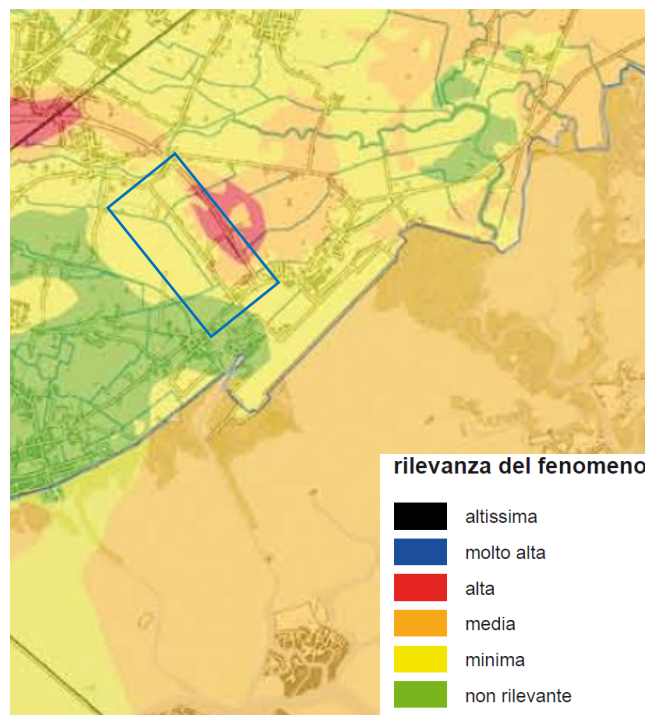 rilevanza del fenomeno
altissima
molto alta
alta
media
minima
non rilevante